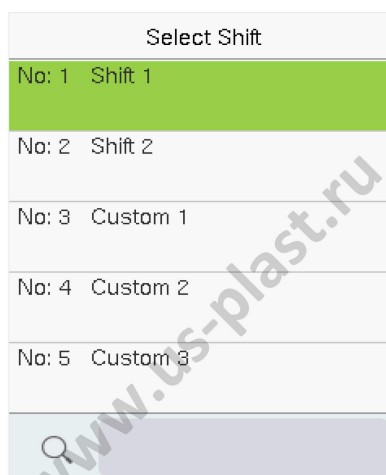 Select Shift
No: 1 Shift 1
No: 2 Shift 2
No: 3 Custom 1
No: 4 Custom 2
No: 5 Custom 3
www.us-plast.ru